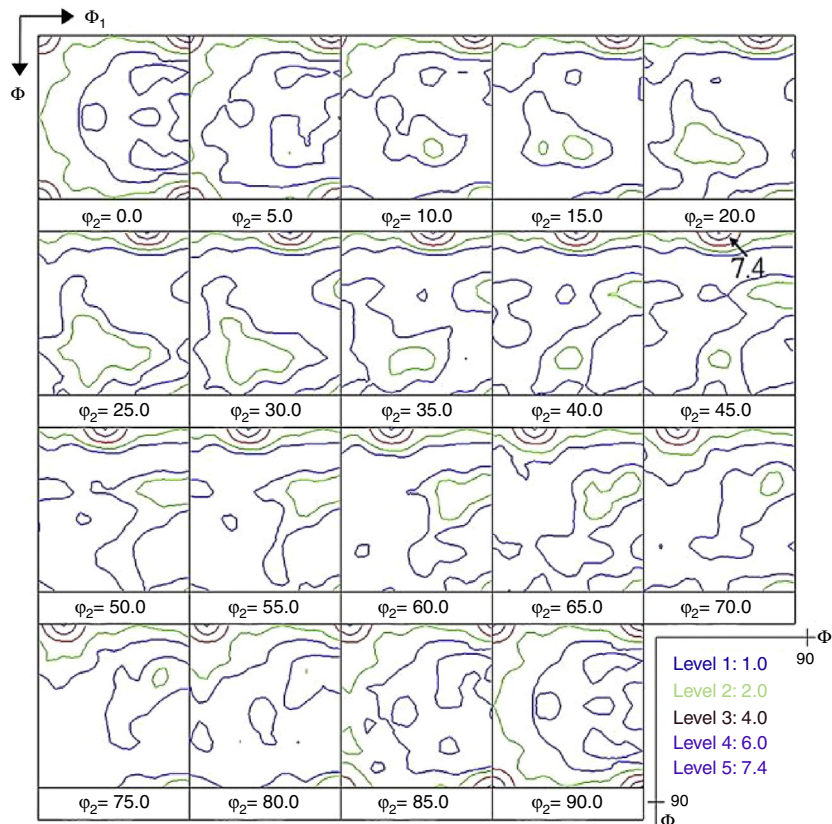 Φ₁
Φ
φ₂= 0.0
φ₂= 5.0
φ₂= 10.0
φ₂= 15.0
φ₂= 20.0
7.4
φ₂= 25.0
φ₂= 30.0
φ₂= 35.0
φ₂= 40.0
φ₂= 45.0
φ₂= 50.0
φ₂= 55.0
φ₂= 60.0
φ₂= 65.0
φ₂= 70.0
Φ
90
Level 1: 1.0
Level 2: 2.0
Level 3: 4.0
Level 4: 6.0
Level 5: 7.4
φ₂= 75.0
φ₂= 80.0
φ₂= 85.0
φ₂= 90.0
90
Φ